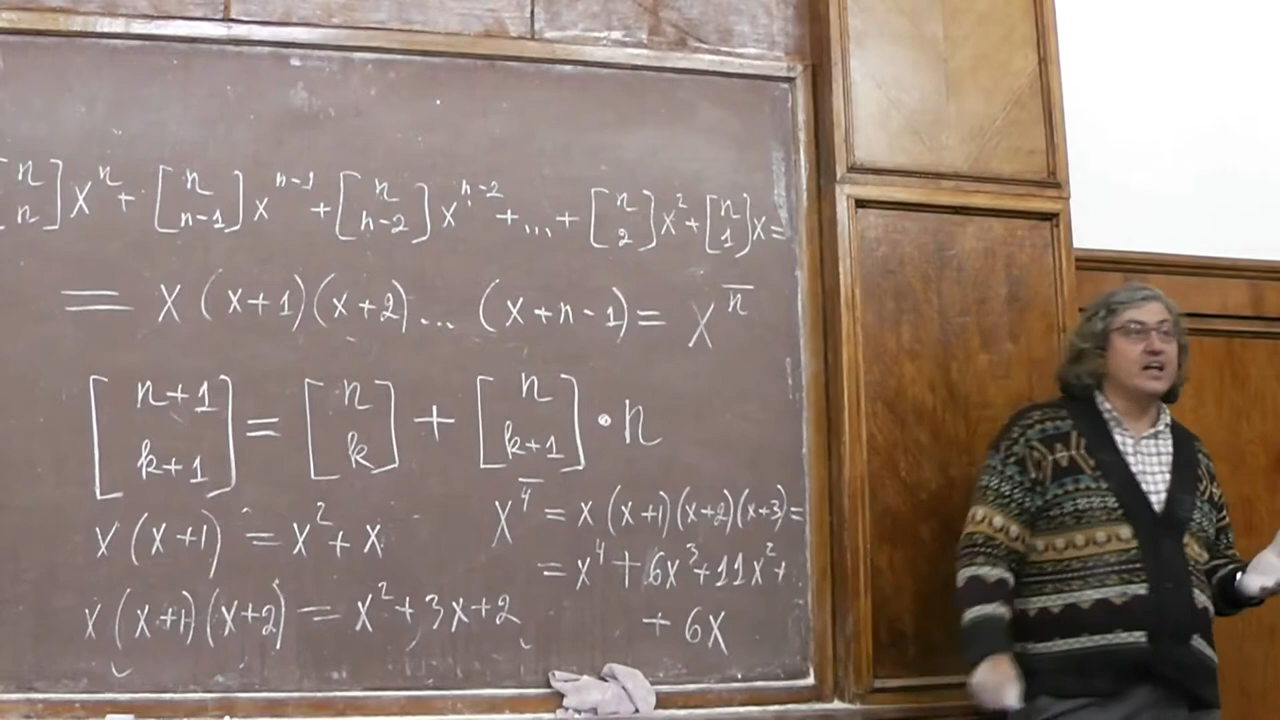 [n n] x^n + [n n-1] x^{n-1} + [n n-2] x^{n-2} + ... + [n 2] x^2 + [n 1] x =
= x (x+1)(x+2) ... (x+n-1) = x^{n̅}
[n+1 k+1] = [n k] + [n k+1] · n
x(x+1) = x^2 + x
x(x+1)(x+2) = x^2 + 3x + 2
x^{4̅} = x(x+1)(x+2)(x+3) =
= x^4 + 6x^3 + 11x^2 +
+ 6x